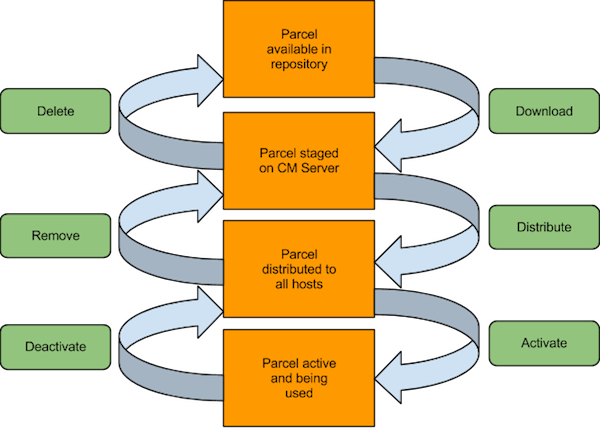 Parcel
available in
repository
Delete
Download
Parcel staged
on CM Server
Remove
Distribute
Parcel
distributed to
all hosts
Deactivate
Activate
Parcel active
and being
used